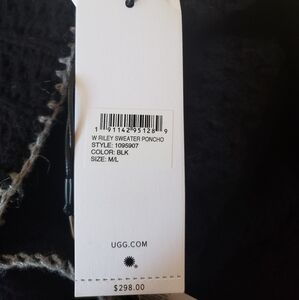 1 91142 95128 9
W RILEY SWEATER PONCHO
STYLE: 1095907
COLOR: BLK
SIZE: M/L
UGG.COM
$298.00